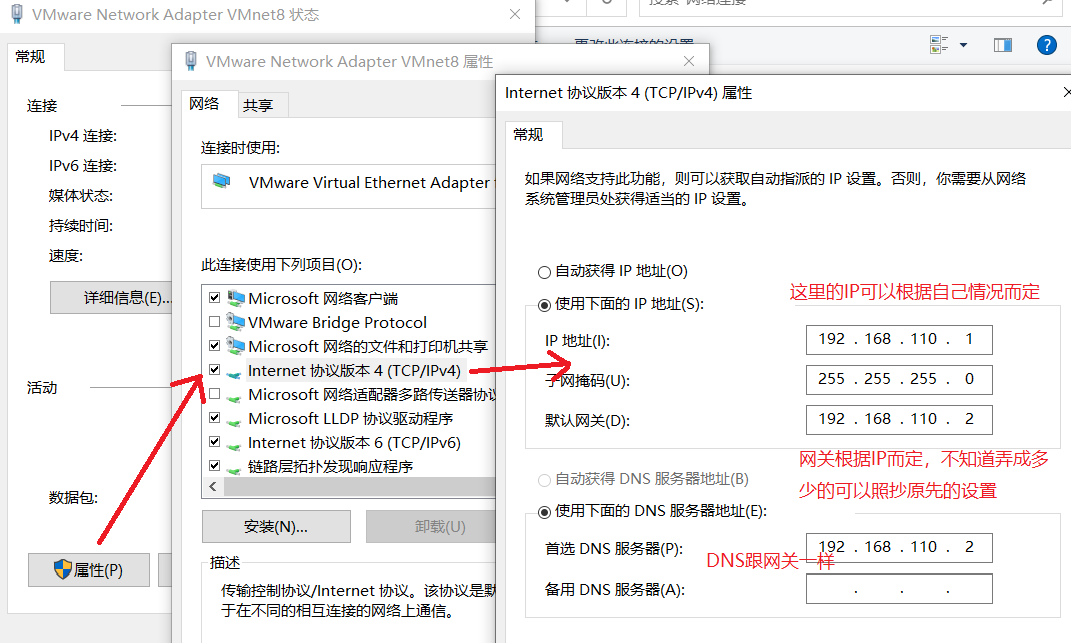 VMware Network Adapter VMnet8 状态
常规
连接
IPv4 连接:
IPv6 连接:
媒体状态:
持续时间:
速度:
详细信息(E)...
活动
数据包:
属性(P)
VMware Network Adapter VMnet8 属性
网络
共享
连接时使用:
VMware Virtual Ethernet Adapter
此连接使用下列项目(O):
Microsoft 网络客户端
VMware Bridge Protocol
Microsoft 网络的文件和打印机共享
Internet 协议版本 4 (TCP/IPv4)
Microsoft 网络适配器多路传送器协议
Microsoft LLDP 协议驱动程序
Internet 协议版本 6 (TCP/IPv6)
链路层拓扑发现响应程序
安装(N)...
卸载(U)
描述
传输控制协议/Internet 协议。该协议是默
于在不同的相互连接的网络上通信。
更改此连接的设置
搜索"网络连接"
?
Internet 协议版本 4 (TCP/IPv4) 属性
常规
如果网络支持此功能，则可以获取自动指派的 IP 设置。否则，你需要从网络
系统管理员处获得适当的 IP 设置。
自动获得 IP 地址(O)
使用下面的 IP 地址(S):
这里的IP可以根据自己情况而定
IP 地址(I):
192 . 168 . 110 . 1
子网掩码(U):
255 . 255 . 255 . 0
默认网关(D):
192 . 168 . 110 . 2
网关根据IP而定，不知道弄成多
少的可以照抄原先的设置
自动获得 DNS 服务器地址(B)
使用下面的 DNS 服务器地址(E):
首选 DNS 服务器(P):
192 . 168 . 110 . 2
DNS跟网关一样
备用 DNS 服务器(A):
. . .